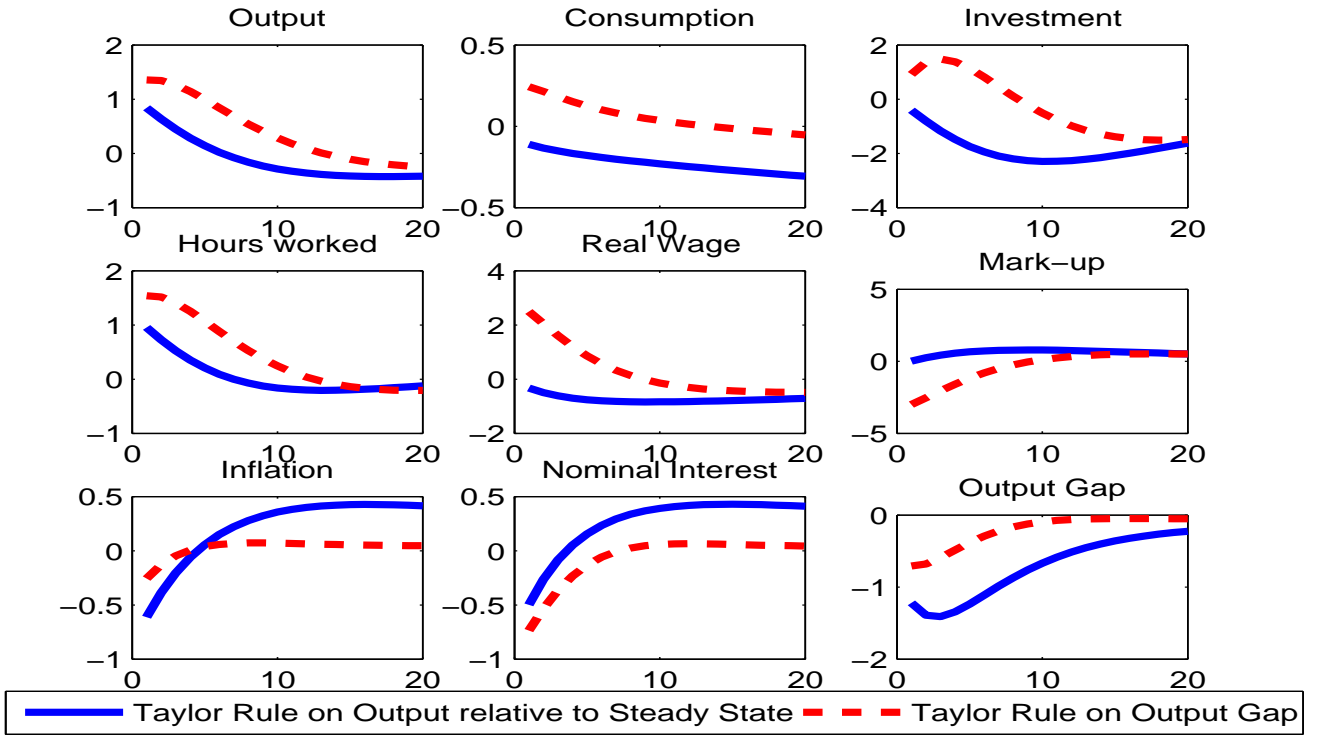 Output
2
1
0
−1
0 10 20
Consumption
0.5
0
−0.5
0 10 20
Investment
2
0
−2
−4
0 10 20
Hours worked
2
1
0
−1
0 10 20
Real Wage
4
2
0
−2
0 10 20
Mark−up
5
0
−5
0 10 20
Inflation
0.5
0
−0.5
−1
0 10 20
Nominal Interest
0.5
0
−0.5
−1
0 10 20
Output Gap
0
−1
−2
0 10 20
Taylor Rule on Output relative to Steady State
Taylor Rule on Output Gap